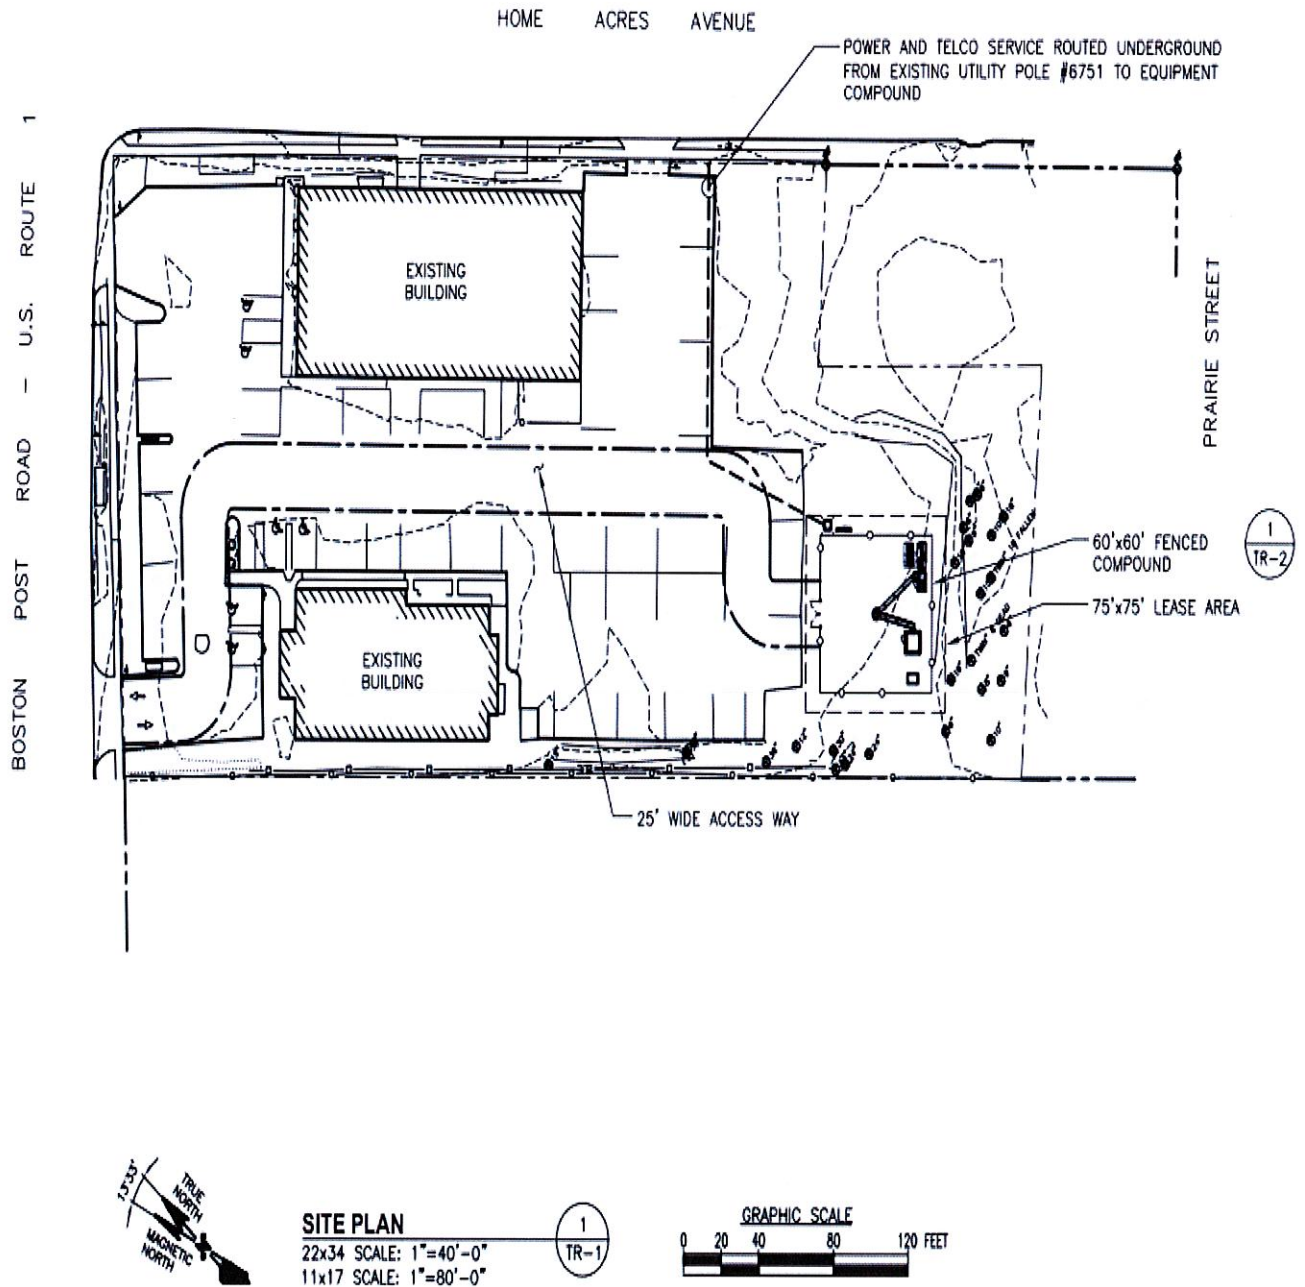 HOME ACRES AVENUE
POWER AND TELCO SERVICE ROUTED UNDERGROUND
FROM EXISTING UTILITY POLE #6751 TO EQUIPMENT
COMPOUND
BOSTON POST ROAD – U.S. ROUTE 1
EXISTING
BUILDING
PRAIRIE STREET
60'x60' FENCED
COMPOUND
1
TR-2
75'x75' LEASE AREA
EXISTING
BUILDING
25' WIDE ACCESS WAY
TRUE
NORTH
MAGNETIC
NORTH
SITE PLAN
22x34 SCALE: 1"=40'-0"
11x17 SCALE: 1"=80'-0"
1
TR-1
GRAPHIC SCALE
0 20 40 80 120 FEET